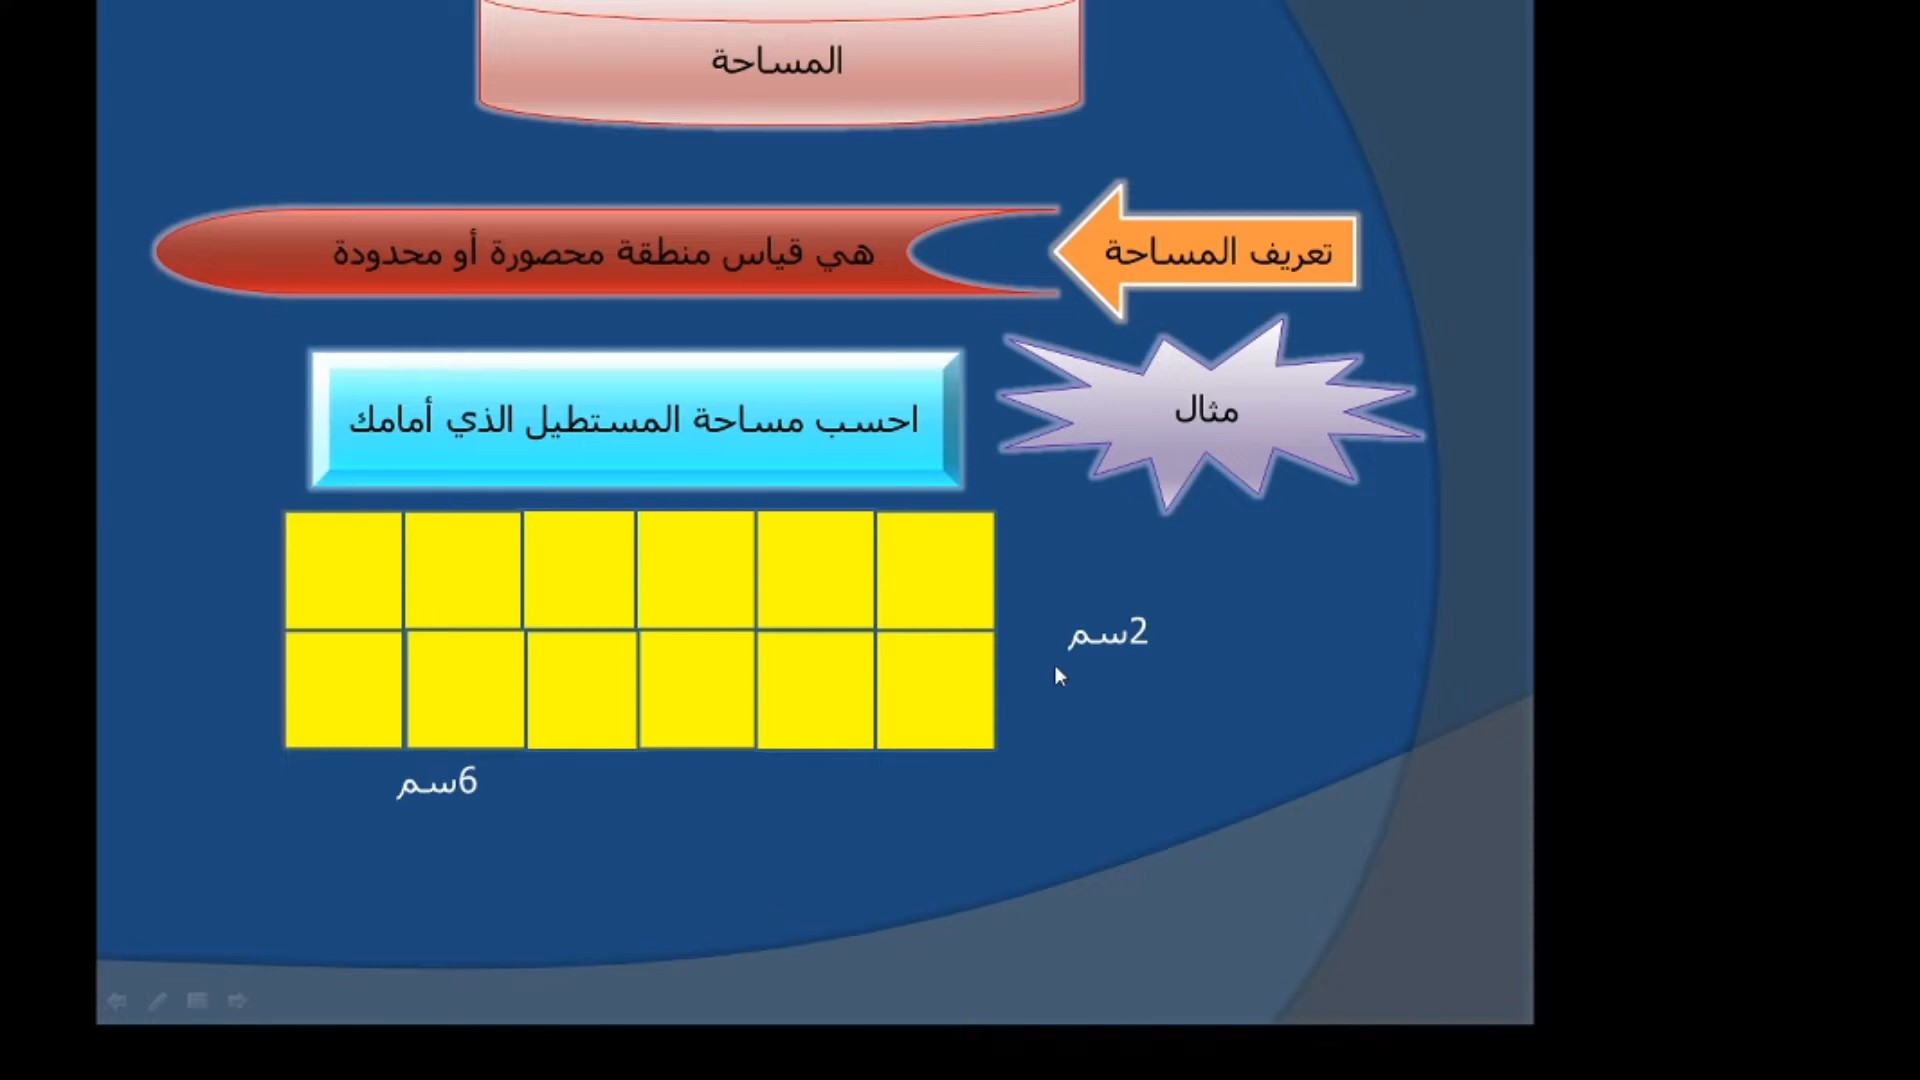 المساحة
تعريف المساحة
هي قياس منطقة محصورة أو محدودة
مثال
احسب مساحة المستطيل الذي أمامك
2سم
6سم